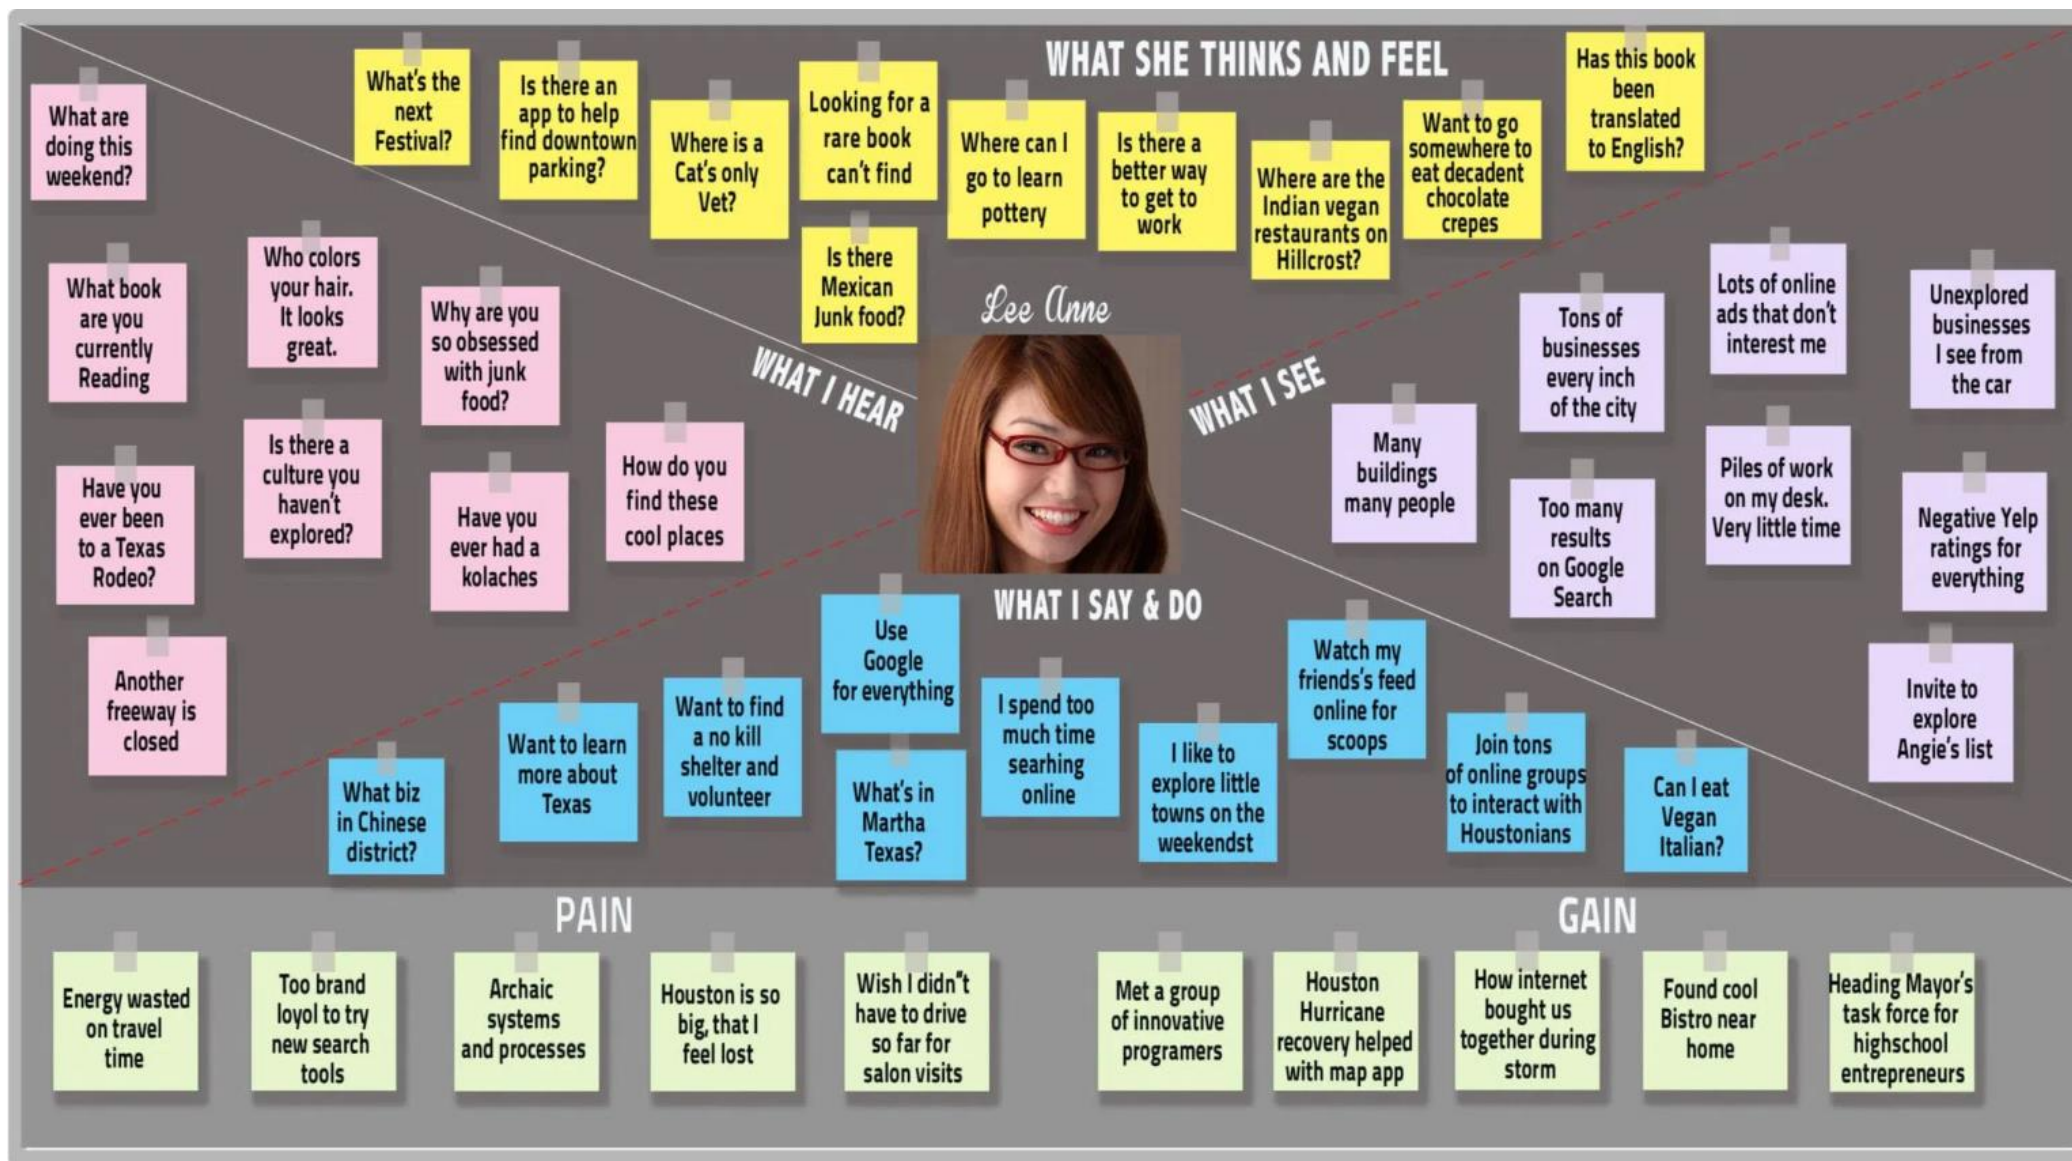 WHAT SHE THINKS AND FEEL
What's the
next
Festival?
Is there an
app to help
find downtown
parking?
Where is a
Cat's only
Vet?
Looking for a
rare book
can't find
Is there
Mexican
Junk food?
Where can I
go to learn
pottery
Is there a
better way
to get to
work
Where are the
Indian vegan
restaurants on
Hillcrost?
Want to go
somewhere to
eat decadent
chocolate
crepes
Has this book
been
translated
to English?
Lee Anne
WHAT I HEAR
What are
doing this
weekend?
What book
are you
currently
Reading
Who colors
your hair.
It looks
great.
Why are you
so obsessed
with junk
food?
Have you
ever been
to a Texas
Rodeo?
Is there a
culture you
haven't
explored?
Have you
ever had a
kolaches
How do you
find these
cool places
Another
freeway is
closed
WHAT I SEE
Many
buildings
many people
Tons of
businesses
every inch
of the city
Lots of online
ads that don't
interest me
Unexplored
businesses
I see from
the car
Too many
results
on Google
Search
Piles of work
on my desk.
Very little time
Negative Yelp
ratings for
everything
Invite to
explore
Angie's list
WHAT I SAY & DO
What biz
in Chinese
district?
Want to learn
more about
Texas
Want to find
a no kill
shelter and
volunteer
Use
Google
for everything
What's in
Martha
Texas?
I spend too
much time
searhing
online
I like to
explore little
towns on the
weekendst
Watch my
friends's feed
online for
scoops
Join tons
of online groups
to interact with
Houstonians
Can I eat
Vegan
Italian?
PAIN
Energy wasted
on travel
time
Too brand
loyol to try
new search
tools
Archaic
systems
and processes
Houston is so
big, that I
feel lost
Wish I didn"t
have to drive
so far for
salon visits
GAIN
Met a group
of innovative
programers
Houston
Hurricane
recovery helped
with map app
How internet
bought us
together during
storm
Found cool
Bistro near
home
Heading Mayor's
task force for
highschool
entrepreneurs